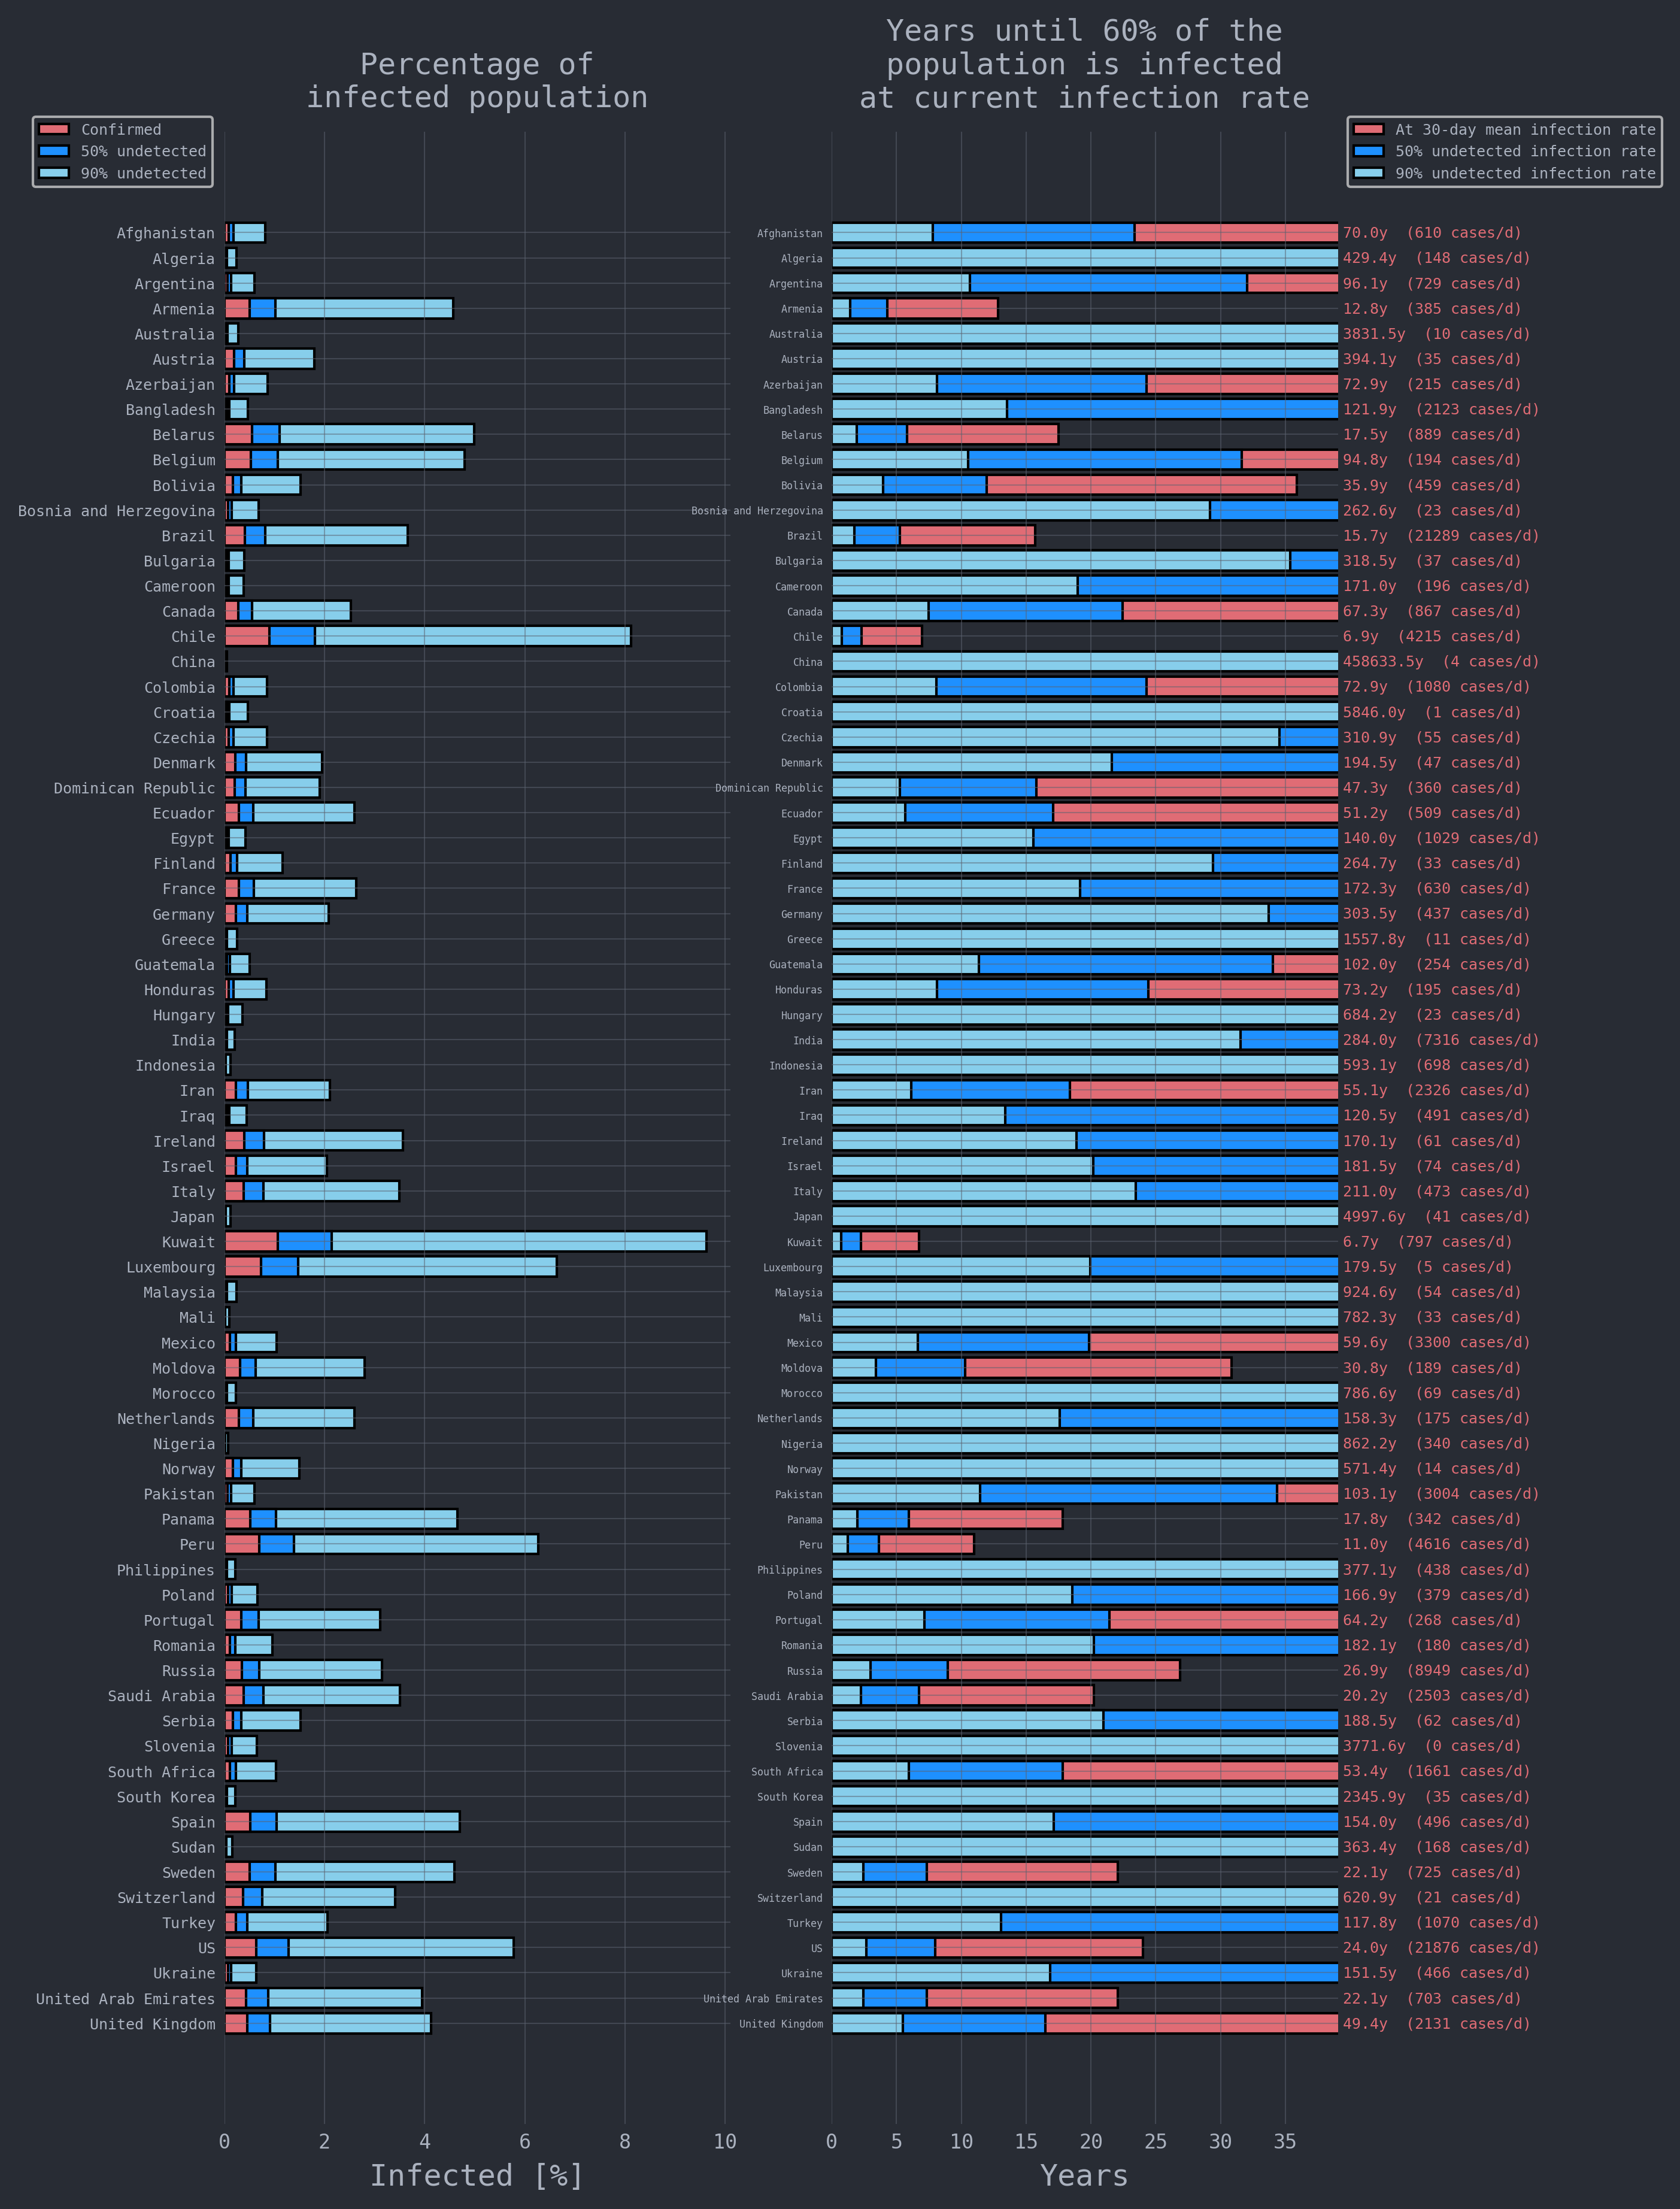 Percentage of
infected population
Years until 60% of the
population is infected
at current infection rate
Confirmed
50% undetected
90% undetected
At 30-day mean infection rate
50% undetected infection rate
90% undetected infection rate
Afghanistan Afghanistan 70.0y (610 cases/d)
Algeria Algeria 429.4y (148 cases/d)
Argentina Argentina 96.1y (729 cases/d)
Armenia Armenia 12.8y (385 cases/d)
Australia Australia 3831.5y (10 cases/d)
Austria Austria 394.1y (35 cases/d)
Azerbaijan Azerbaijan 72.9y (215 cases/d)
Bangladesh Bangladesh 121.9y (2123 cases/d)
Belarus Belarus 17.5y (889 cases/d)
Belgium Belgium 94.8y (194 cases/d)
Bolivia Bolivia 35.9y (459 cases/d)
Bosnia and Herzegovina Bosnia and Herzegovina 262.6y (23 cases/d)
Brazil Brazil 15.7y (21289 cases/d)
Bulgaria Bulgaria 318.5y (37 cases/d)
Cameroon Cameroon 171.0y (196 cases/d)
Canada Canada 67.3y (867 cases/d)
Chile Chile 6.9y (4215 cases/d)
China China 458633.5y (4 cases/d)
Colombia Colombia 72.9y (1080 cases/d)
Croatia Croatia 5846.0y (1 cases/d)
Czechia Czechia 310.9y (55 cases/d)
Denmark Denmark 194.5y (47 cases/d)
Dominican Republic Dominican Republic 47.3y (360 cases/d)
Ecuador Ecuador 51.2y (509 cases/d)
Egypt Egypt 140.0y (1029 cases/d)
Finland Finland 264.7y (33 cases/d)
France France 172.3y (630 cases/d)
Germany Germany 303.5y (437 cases/d)
Greece Greece 1557.8y (11 cases/d)
Guatemala Guatemala 102.0y (254 cases/d)
Honduras Honduras 73.2y (195 cases/d)
Hungary Hungary 684.2y (23 cases/d)
India India 284.0y (7316 cases/d)
Indonesia Indonesia 593.1y (698 cases/d)
Iran Iran 55.1y (2326 cases/d)
Iraq Iraq 120.5y (491 cases/d)
Ireland Ireland 170.1y (61 cases/d)
Israel Israel 181.5y (74 cases/d)
Italy Italy 211.0y (473 cases/d)
Japan Japan 4997.6y (41 cases/d)
Kuwait Kuwait 6.7y (797 cases/d)
Luxembourg Luxembourg 179.5y (5 cases/d)
Malaysia Malaysia 924.6y (54 cases/d)
Mali Mali 782.3y (33 cases/d)
Mexico Mexico 59.6y (3300 cases/d)
Moldova Moldova 30.8y (189 cases/d)
Morocco Morocco 786.6y (69 cases/d)
Netherlands Netherlands 158.3y (175 cases/d)
Nigeria Nigeria 862.2y (340 cases/d)
Norway Norway 571.4y (14 cases/d)
Pakistan Pakistan 103.1y (3004 cases/d)
Panama Panama 17.8y (342 cases/d)
Peru Peru 11.0y (4616 cases/d)
Philippines Philippines 377.1y (438 cases/d)
Poland Poland 166.9y (379 cases/d)
Portugal Portugal 64.2y (268 cases/d)
Romania Romania 182.1y (180 cases/d)
Russia Russia 26.9y (8949 cases/d)
Saudi Arabia Saudi Arabia 20.2y (2503 cases/d)
Serbia Serbia 188.5y (62 cases/d)
Slovenia Slovenia 3771.6y (0 cases/d)
South Africa South Africa 53.4y (1661 cases/d)
South Korea South Korea 2345.9y (35 cases/d)
Spain Spain 154.0y (496 cases/d)
Sudan Sudan 363.4y (168 cases/d)
Sweden Sweden 22.1y (725 cases/d)
Switzerland Switzerland 620.9y (21 cases/d)
Turkey Turkey 117.8y (1070 cases/d)
US US 24.0y (21876 cases/d)
Ukraine Ukraine 151.5y (466 cases/d)
United Arab Emirates United Arab Emirates 22.1y (703 cases/d)
United Kingdom United Kingdom 49.4y (2131 cases/d)
0 2 4 6 8 10 0 5 10 15 20 25 30 35
Infected [%] Years